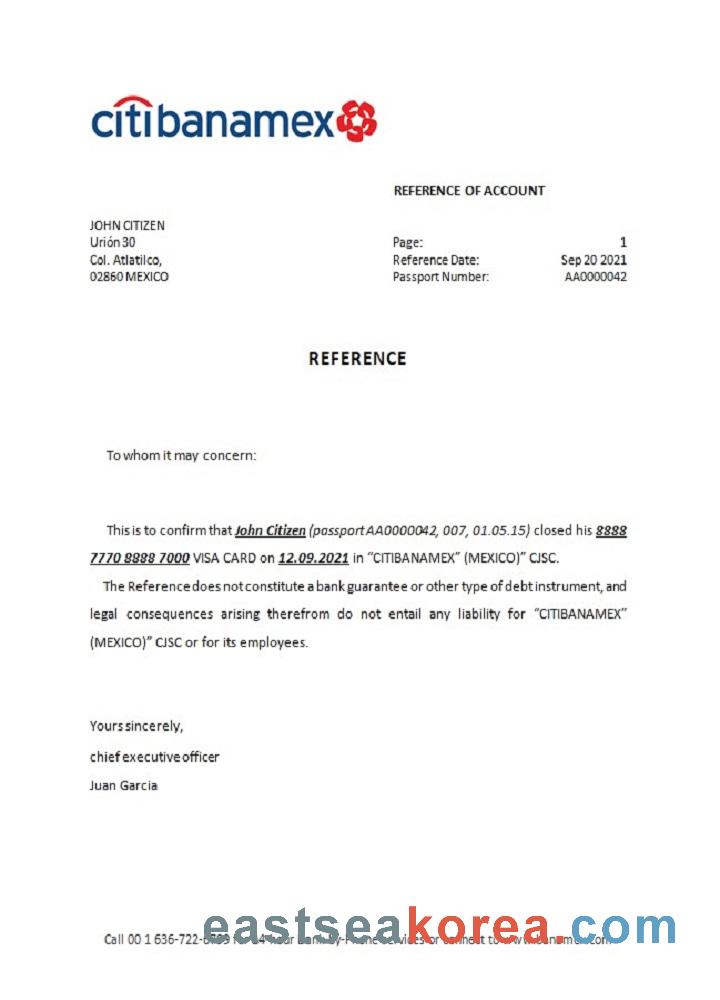 citibanamex
REFERENCE OF ACCOUNT
JOHN CITIZEN
Urión 30
Col. Atlatilco,
02860 MEXICO
Page: 1
Reference Date: Sep 20 2021
Passport Number: AA0000042
REFERENCE
To whom it may concern:
This is to confirm that John Citizen (passport AA0000042, 007, 01.05.15) closed his 8888
7770 8888 7000 VISA CARD on 12.09.2021 in “CITIBANAMEX” (MEXICO)” CJSC.
The Reference does not constitute a bank guarantee or other type of debt instrument, and
legal consequences arising therefrom do not entail any liability for “CITIBANAMEX”
(MEXICO)” CJSC or for its employees.
Yours sincerely,
chief executive officer
Juan Garcia
eastseakorea.com
Call 00 1 636-722- for 24-hour Bank-by-Phone services or connect to